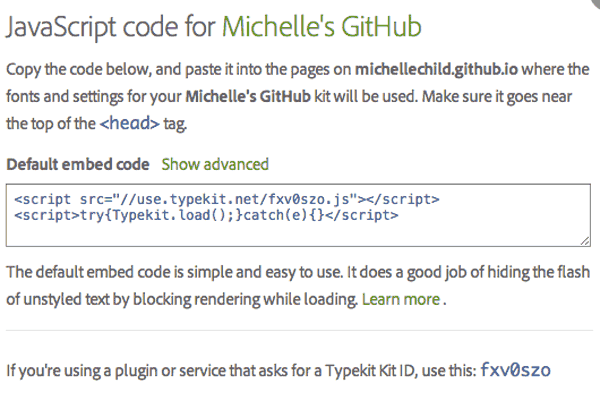 JavaScript code for Michelle's GitHub
Copy the code below, and paste it into the pages on michellechild.github.io where the
fonts and settings for your Michelle's GitHub kit will be used. Make sure it goes near
the top of the <head> tag.
Default embed code Show advanced
<script src="//use.typekit.net/fxv0szo.js"></script>
<script>try{Typekit.load();}catch(e){}</script>
The default embed code is simple and easy to use. It does a good job of hiding the flash
of unstyled text by blocking rendering while loading. Learn more .
If you're using a plugin or service that asks for a Typekit Kit ID, use this: fxv0szo